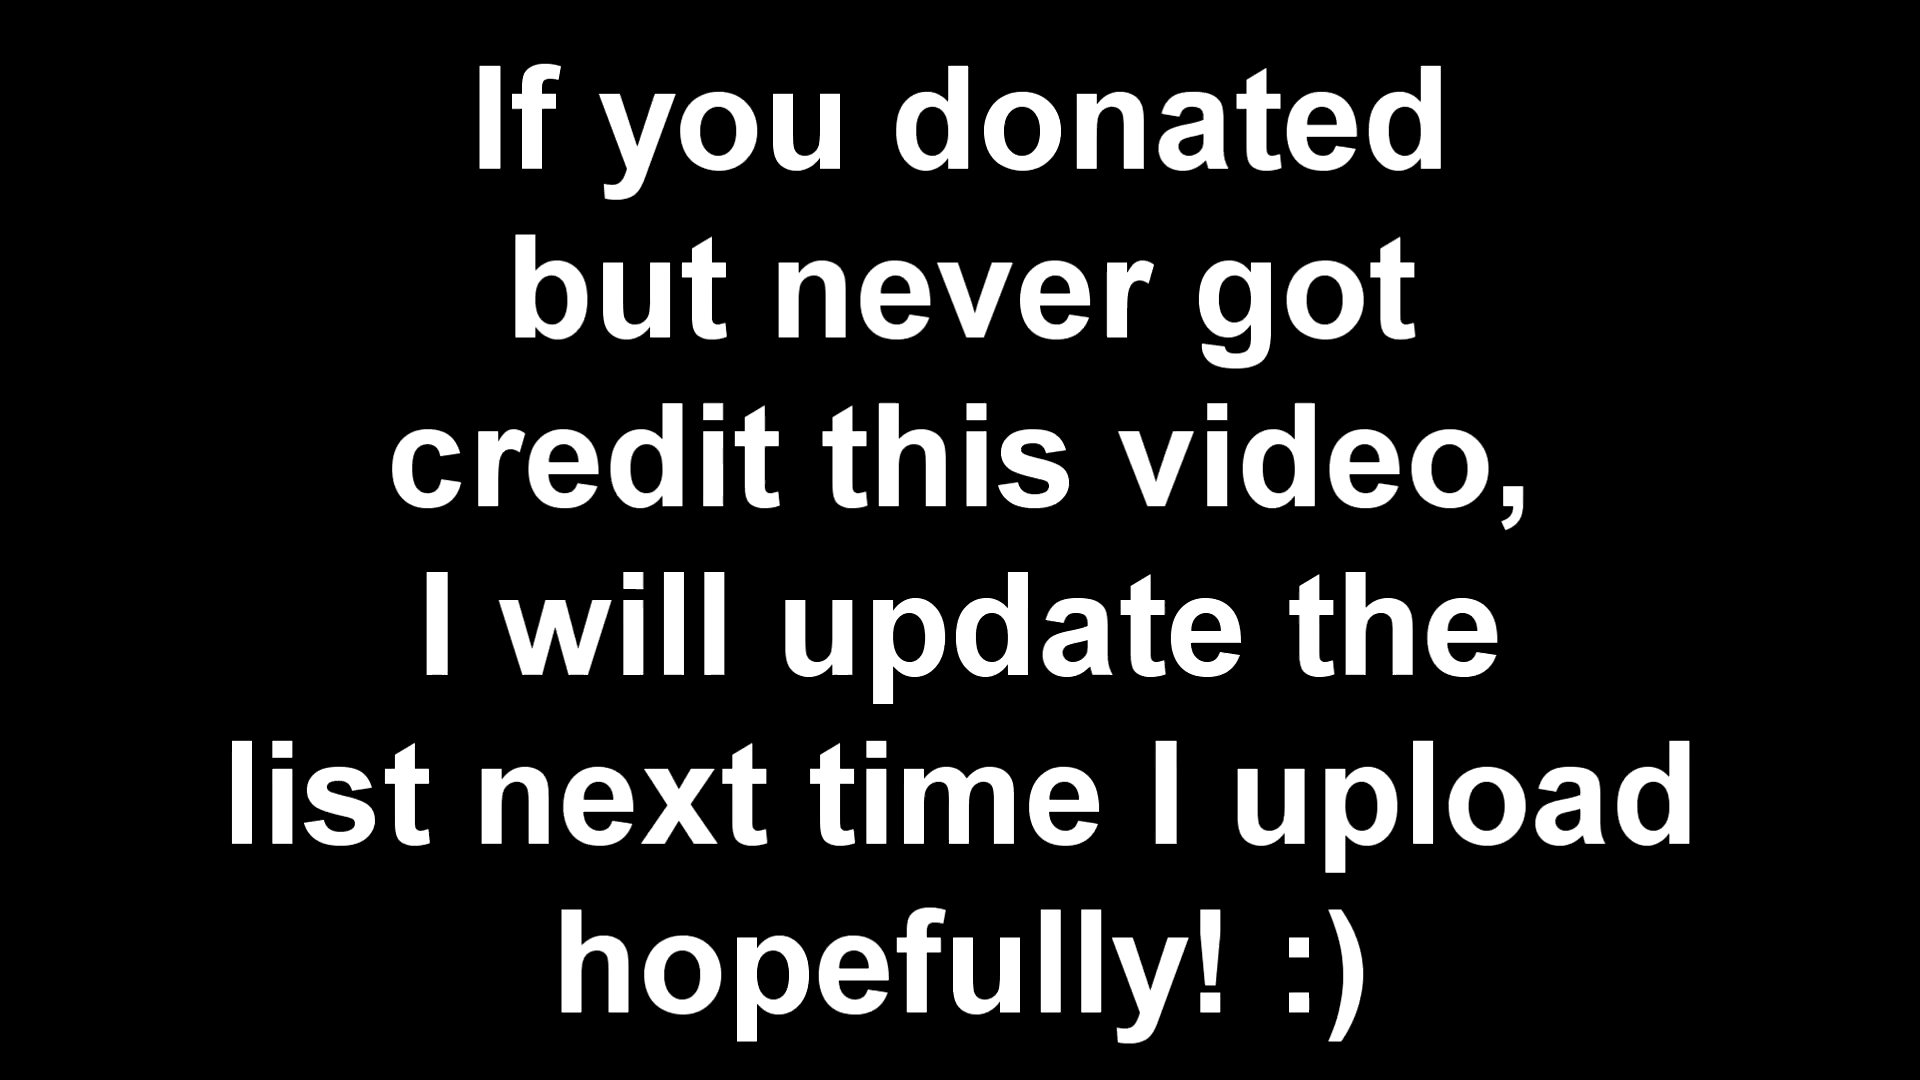 If you donated
but never got
credit this video,
I will update the
list next time I upload
hopefully! :)